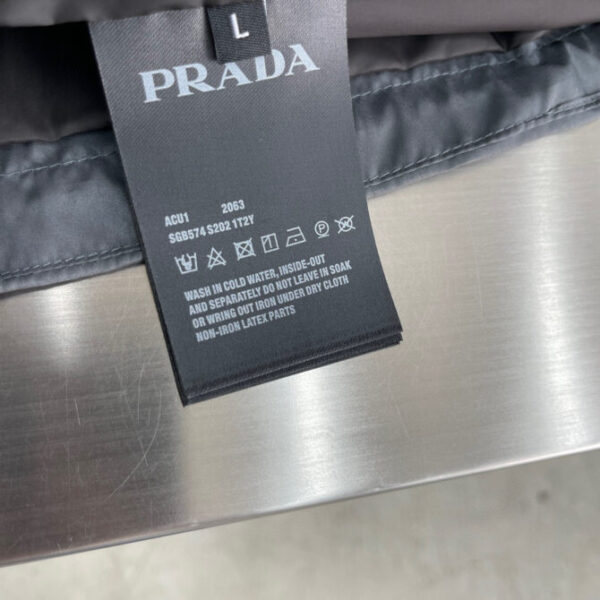 L
PRADA
ACU1 2063
SGB574 S202 1T2Y
WASH IN COLD WATER, INSIDE-OUT
AND SEPARATELY DO NOT LEAVE IN SOAK
OR WRING OUT IRON UNDER DRY CLOTH
NON-IRON LATEX PARTS